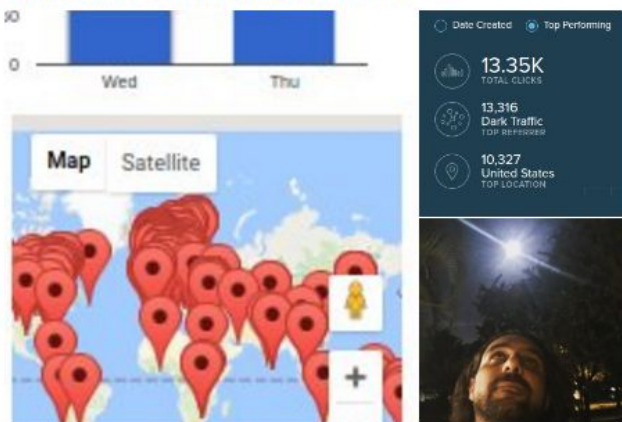 0
Wed Thu
Map Satellite
+
Date Created Top Performing
13.35K
TOTAL CLICKS
13,316
Dark Traffic
TOP REFERRER
10,327
United States
TOP LOCATION